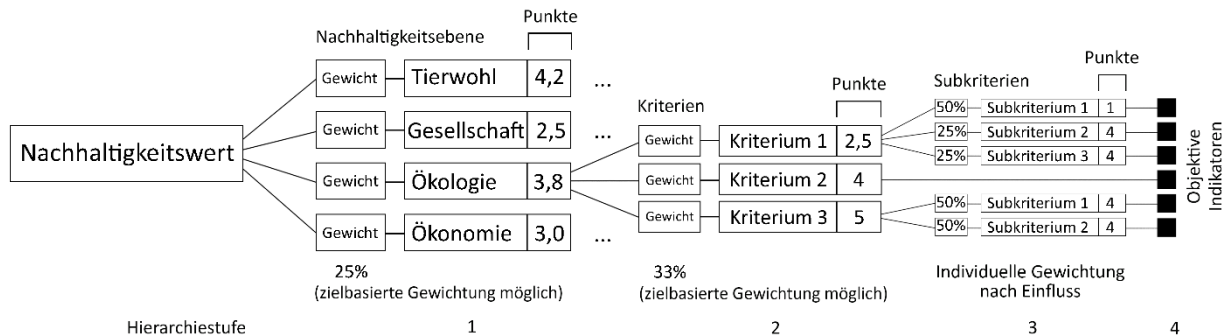 Punkte
Nachhaltigkeitsebene
Gewicht Tierwohl 4,2 ...
Gewicht Gesellschaft 2,5 ...
Gewicht Ökologie 3,8
Gewicht Ökonomie 3,0 ...
Nachhaltigkeitswert
25%
(zielbasierte Gewichtung möglich)
Punkte
Kriterien
Gewicht Kriterium 1 2,5
Gewicht Kriterium 2 4
Gewicht Kriterium 3 5
33%
(zielbasierte Gewichtung möglich)
Punkte
Subkriterien
50% Subkriterium 1 1
25% Subkriterium 2 4
25% Subkriterium 3 4
50% Subkriterium 1 4
50% Subkriterium 2 4
Individuelle Gewichtung
nach Einfluss
Objektive
Indikatoren
Hierarchiestufe 1 2 3 4